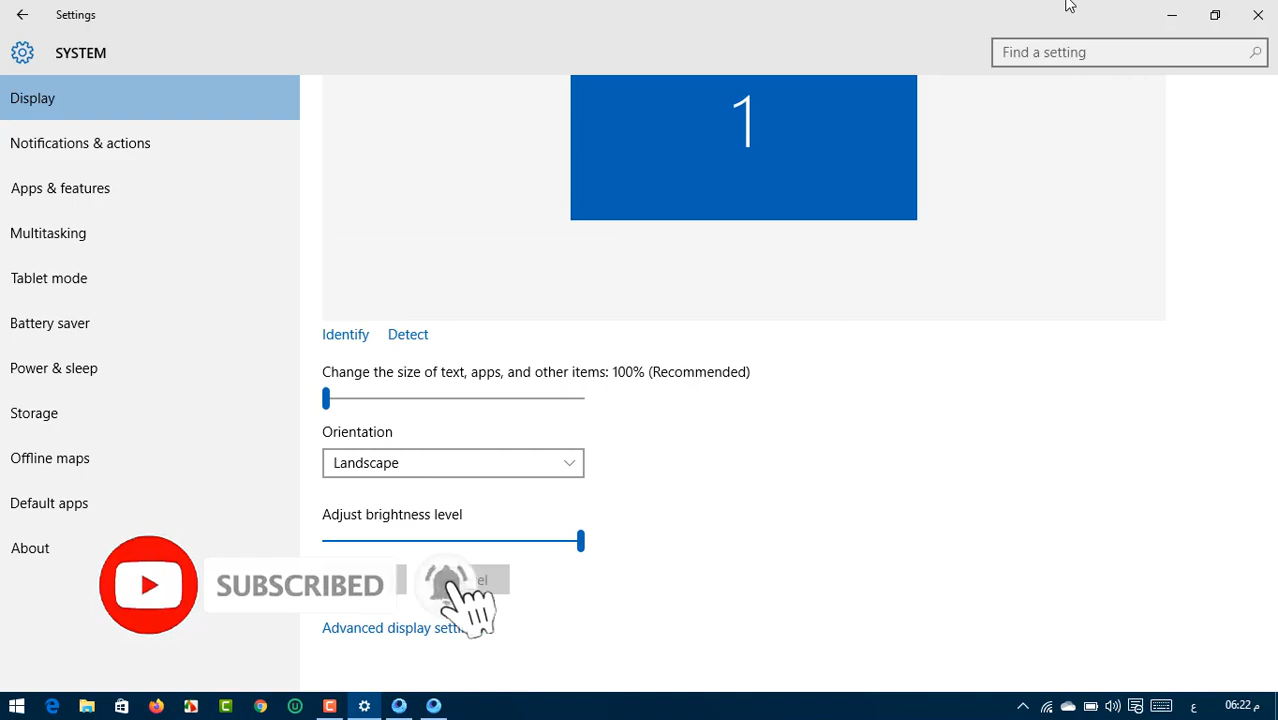 Settings
SYSTEM
Find a setting
Display
Notifications & actions
Apps & features
Multitasking
Tablet mode
Battery saver
Power & sleep
Storage
Offline maps
Default apps
About
1
Identify Detect
Change the size of text, apps, and other items: 100% (Recommended)
Orientation
Landscape
Adjust brightness level
SUBSCRIBED
Advanced display
ع
06:22 م